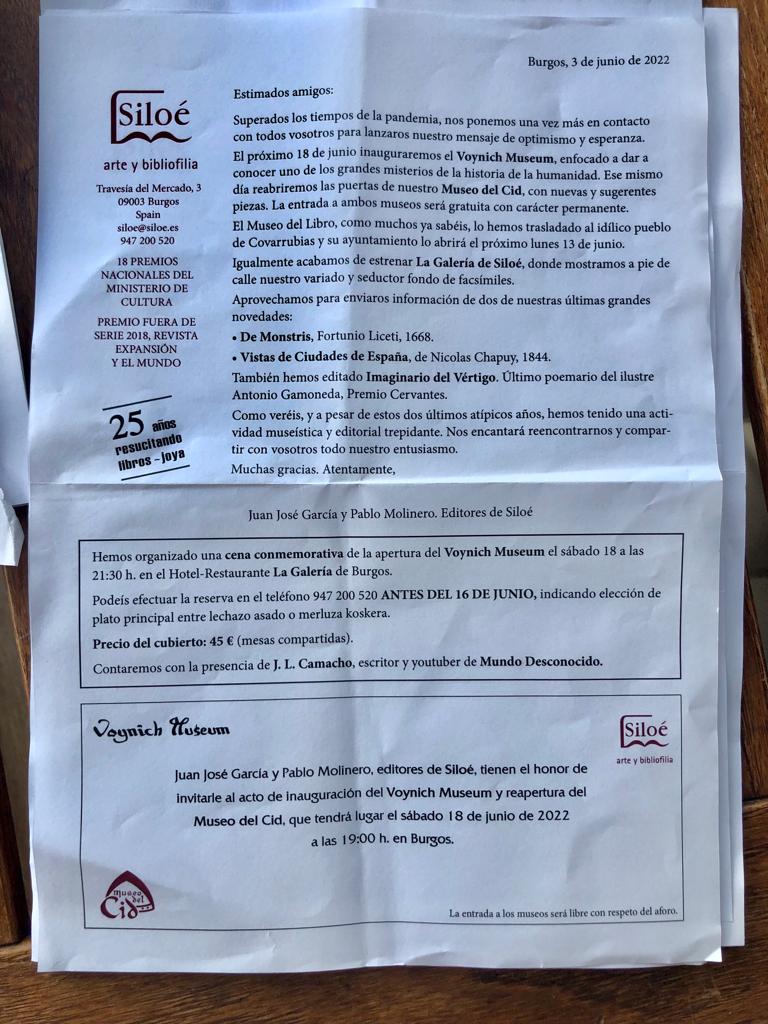 Burgos, 3 de junio de 2022
Siloé
arte y bibliofilia
Travesía del Mercado, 3
09003 Burgos
Spain
siloe@siloe.es
947 200 520
18 PREMIOS
NACIONALES DEL
MINISTERIO DE
CULTURA
PREMIO FUERA DE
SERIE 2018, REVISTA
EXPANSIÓN
Y EL MUNDO
25 años
resucitando
libros - joya
Estimados amigos:
Superados los tiempos de la pandemia, nos ponemos una vez más en contacto
con todos vosotros para lanzaros nuestro mensaje de optimismo y esperanza.
El próximo 18 de junio inauguraremos el Voynich Museum, enfocado a dar a
conocer uno de los grandes misterios de la historia de la humanidad. Ese mismo
día reabriremos las puertas de nuestro Museo del Cid, con nuevas y sugerentes
piezas. La entrada a ambos museos será gratuita con carácter permanente.
El Museo del Libro, como muchos ya sabéis, lo hemos trasladado al idílico pueblo
de Covarrubias y su ayuntamiento lo abrirá el próximo lunes 13 de junio.
Igualmente acabamos de estrenar La Galería de Siloé, donde mostramos a pie de
calle nuestro variado y seductor fondo de facsímiles.
Aprovechamos para enviaros información de dos de nuestras últimas grandes
novedades:
• De Monstris, Fortunio Liceti, 1668.
• Vistas de Ciudades de España, de Nicolas Chapuy, 1844.
También hemos editado Imaginario del Vértigo. Último poemario del ilustre
Antonio Gamoneda, Premio Cervantes.
Como veréis, y a pesar de estos dos últimos atípicos años, hemos tenido una acti-
vidad museística y editorial trepidante. Nos encantará reencontrarnos y compar-
tir con vosotros todo nuestro entusiasmo.
Muchas gracias. Atentamente,
Juan José García y Pablo Molinero. Editores de Siloé
Hemos organizado una cena conmemorativa de la apertura del Voynich Museum el sábado 18 a las
21:30 h. en el Hotel-Restaurante La Galería de Burgos.
Podeís efectuar la reserva en el teléfono 947 200 520 ANTES DEL 16 DE JUNIO, indicando elección de
plato principal entre lechazo asado o merluza koskera.
Precio del cubierto: 45 € (mesas compartidas).
Contaremos con la presencia de J. L. Camacho, escritor y youtuber de Mundo Desconocido.
Voynich Museum
Siloé
arte y bibliofilia
Juan José García y Pablo Molinero, editores de Siloé, tienen el honor de
invitarle al acto de inauguración del Voynich Museum y reapertura del
Museo del Cid, que tendrá lugar el sábado 18 de junio de 2022
a las 19:00 h. en Burgos.
museo
del
Cid
La entrada a los museos será libre con respeto del aforo.